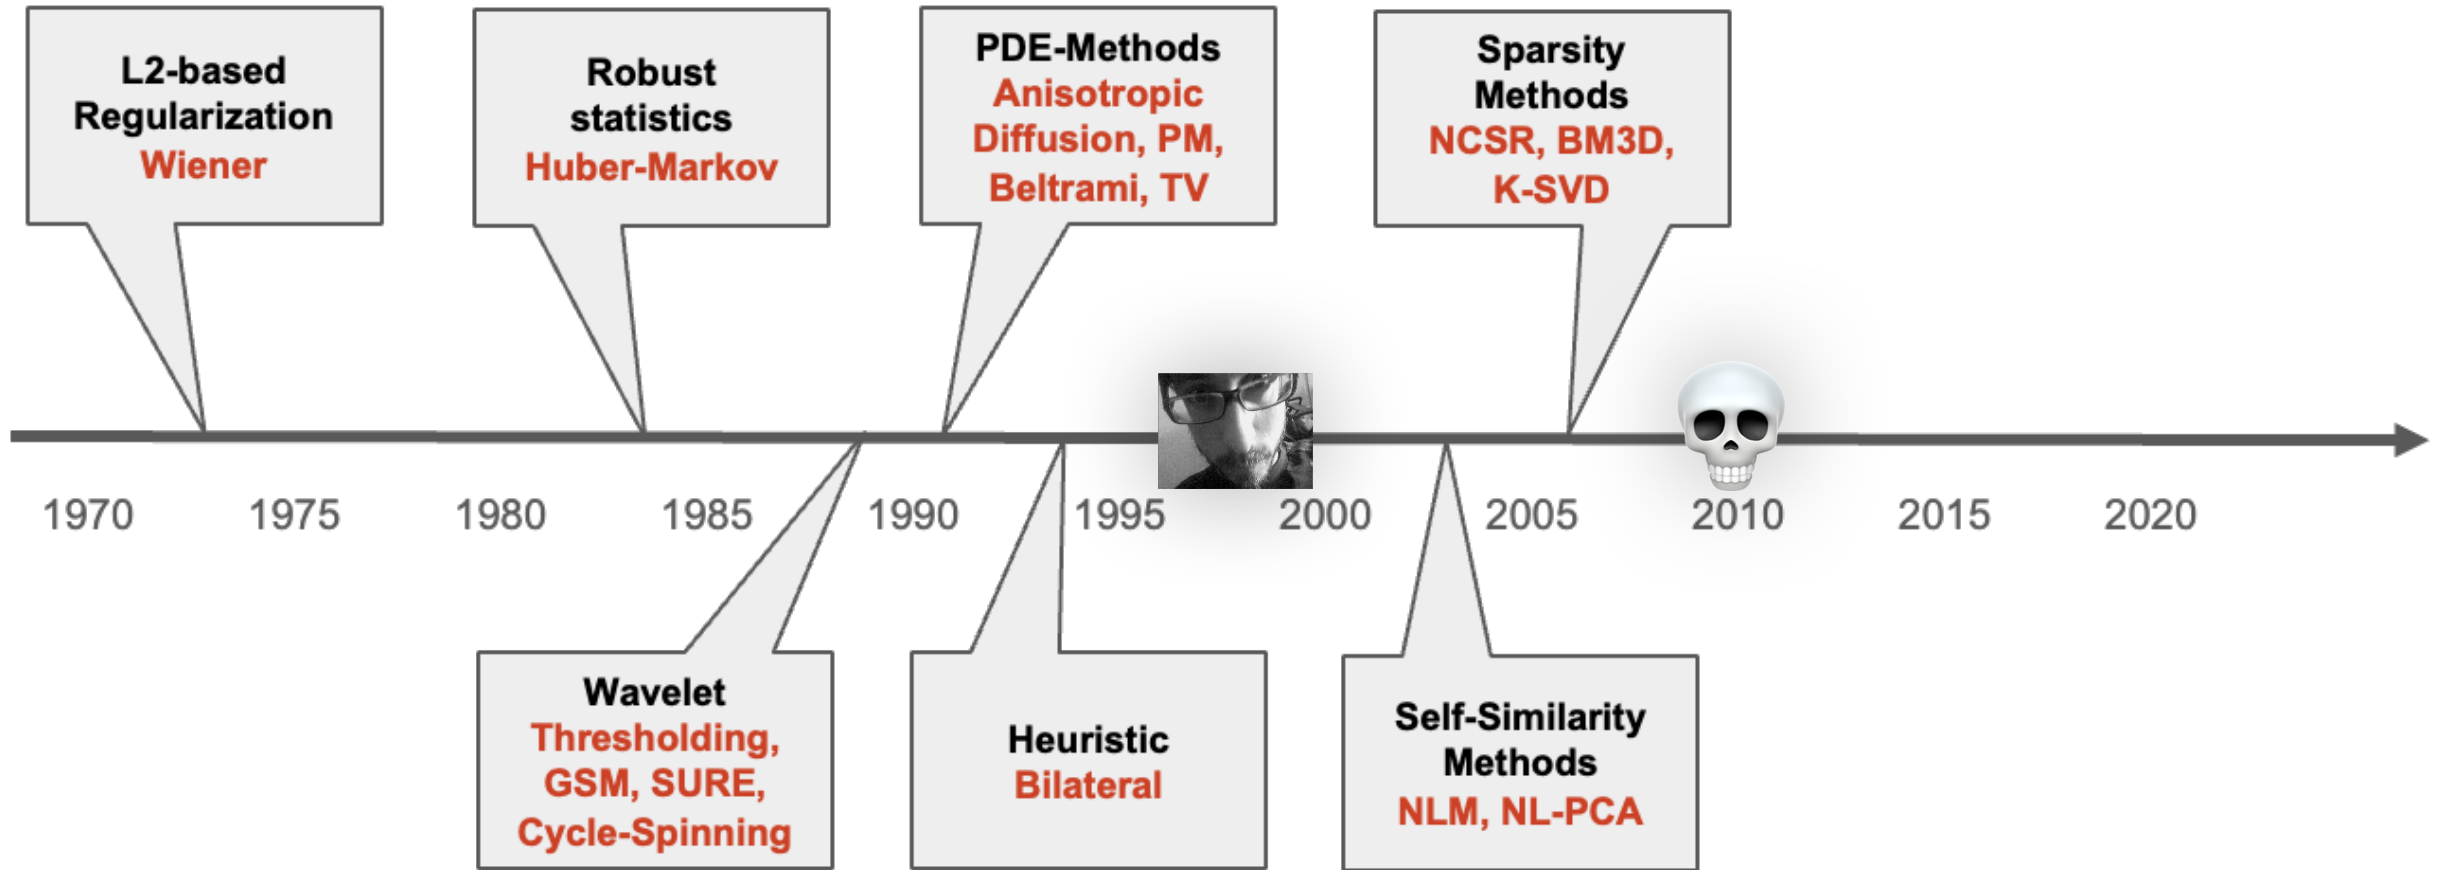 L2-based
Regularization
Wiener
Robust
statistics
Huber-Markov
PDE-Methods
Anisotropic
Diffusion, PM,
Beltrami, TV
Sparsity
Methods
NCSR, BM3D,
K-SVD
1970 1975 1980 1985 1990 1995 2000 2005 2010 2015 2020
Wavelet
Thresholding,
GSM, SURE,
Cycle-Spinning
Heuristic
Bilateral
Self-Similarity
Methods
NLM, NL-PCA